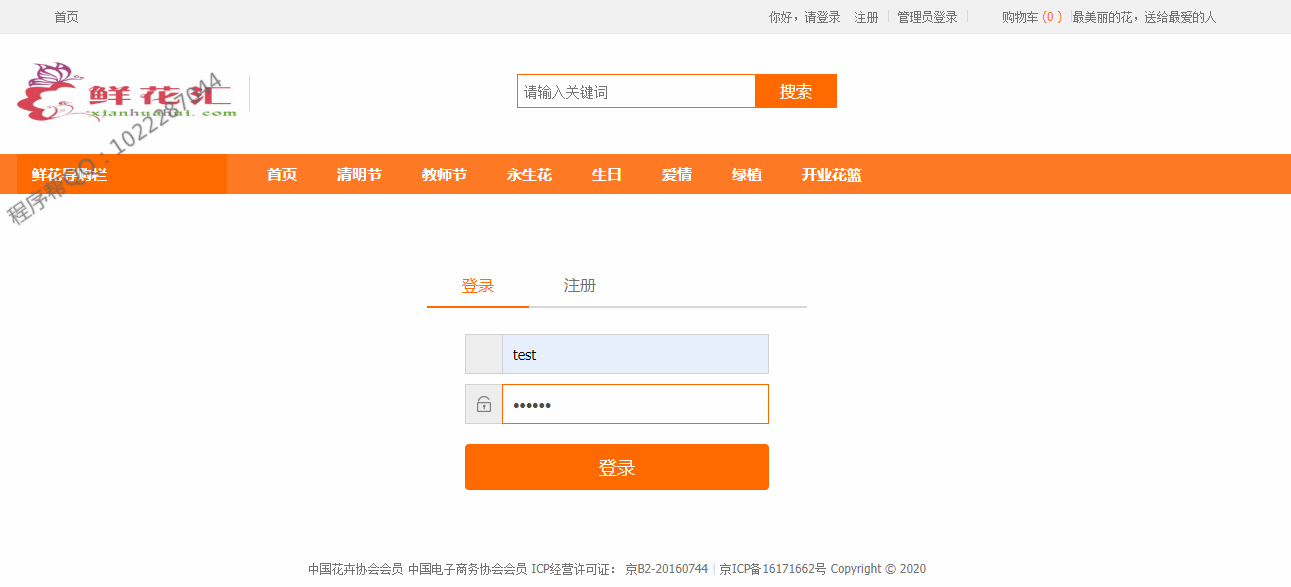 首页 你好，请登录 注册 管理员登录 购物车 (0 ) 最美丽的花，送给最爱的人
鲜花汇
xianhuahui.com
请输入关键词 搜索
程序帮QQ：1022287044
鲜花导购栏 首页 清明节 教师节 永生花 生日 爱情 绿植 开业花篮
登录 注册
test
••••••
登录
中国花卉协会会员 中国电子商务协会会员 ICP经营许可证： 京B2-20160744 | 京ICP备16171662号 Copyright © 2020